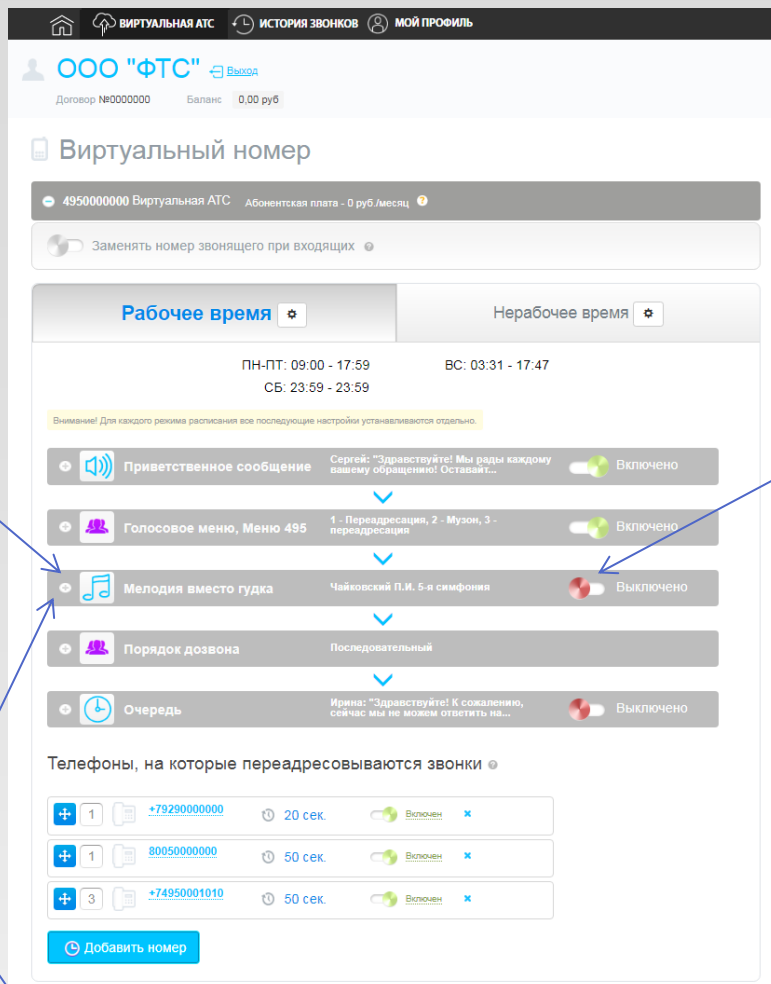 ВИРТУАЛЬНАЯ АТС ИСТОРИЯ ЗВОНКОВ МОЙ ПРОФИЛЬ
ООО "ФТС" Выход
Договор №0000000 Баланс 0,00 руб
Виртуальный номер
4950000000 Виртуальная АТС Абонентская плата - 0 руб./месяц ?
Заменять номер звонящего при входящих
Рабочее время Нерабочее время
ПН-ПТ: 09:00 - 17:59 ВС: 03:31 - 17:47
СБ: 23:59 - 23:59
Внимание! Для каждого режима расписания все последующие настройки устанавливаются отдельно.
Приветственное сообщение Сергей: "Здравствуйте! Мы рады каждому Включено
вашему обращению! Оставайт...
Голосовое меню, Меню 495 1 - Переадресация, 2 - Музон, 3 - Включено
переадресация
Мелодия вместо гудка Чайковский П.И. 5-я симфония Выключено
Порядок дозвона Последовательный
Очередь Ирина: "Здравствуйте! К сожалению, Выключено
сейчас мы не можем ответить на...
Телефоны, на которые переадресовываются звонки
1 +79290000000 20 сек. Включен
1 80050000000 50 сек. Включен
3 +74950001010 50 сек. Включен
Добавить номер